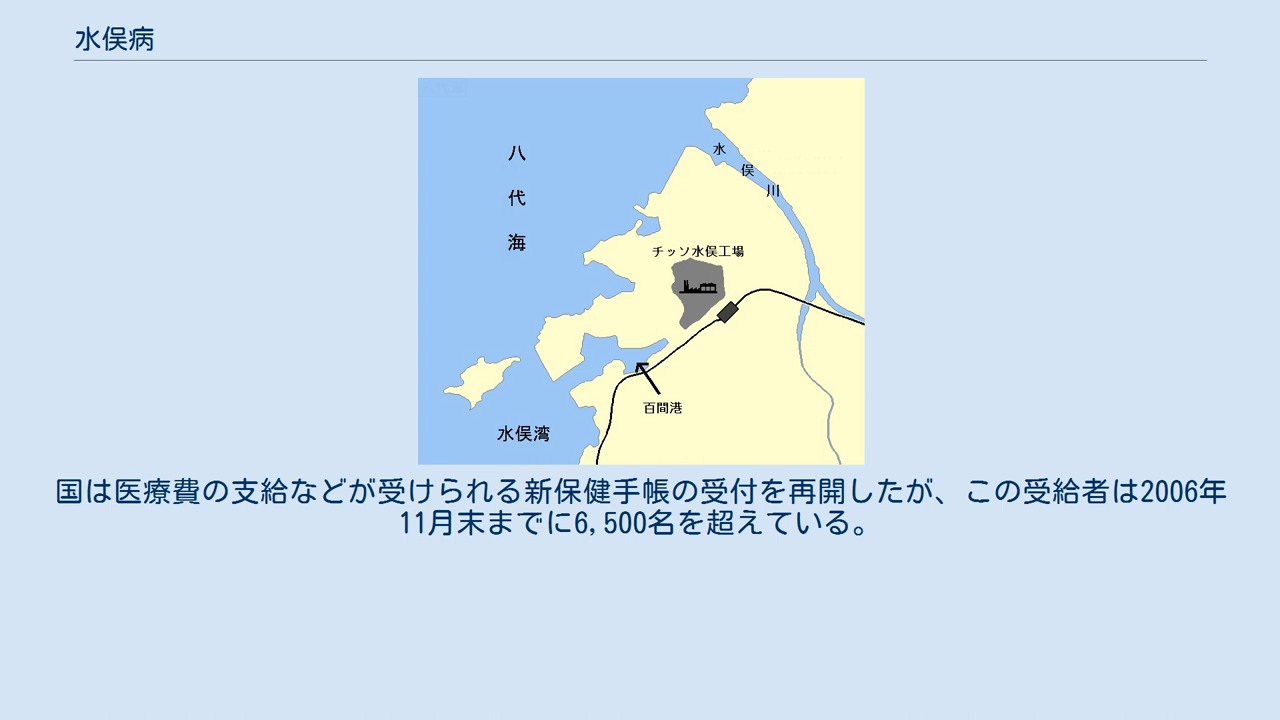 水俣病
八代海
水俣川
チッソ水俣工場
百間港
水俣湾
国は医療費の支給などが受けられる新保健手帳の受付を再開したが、この受給者は2006年
11月末までに6,500名を超えている。